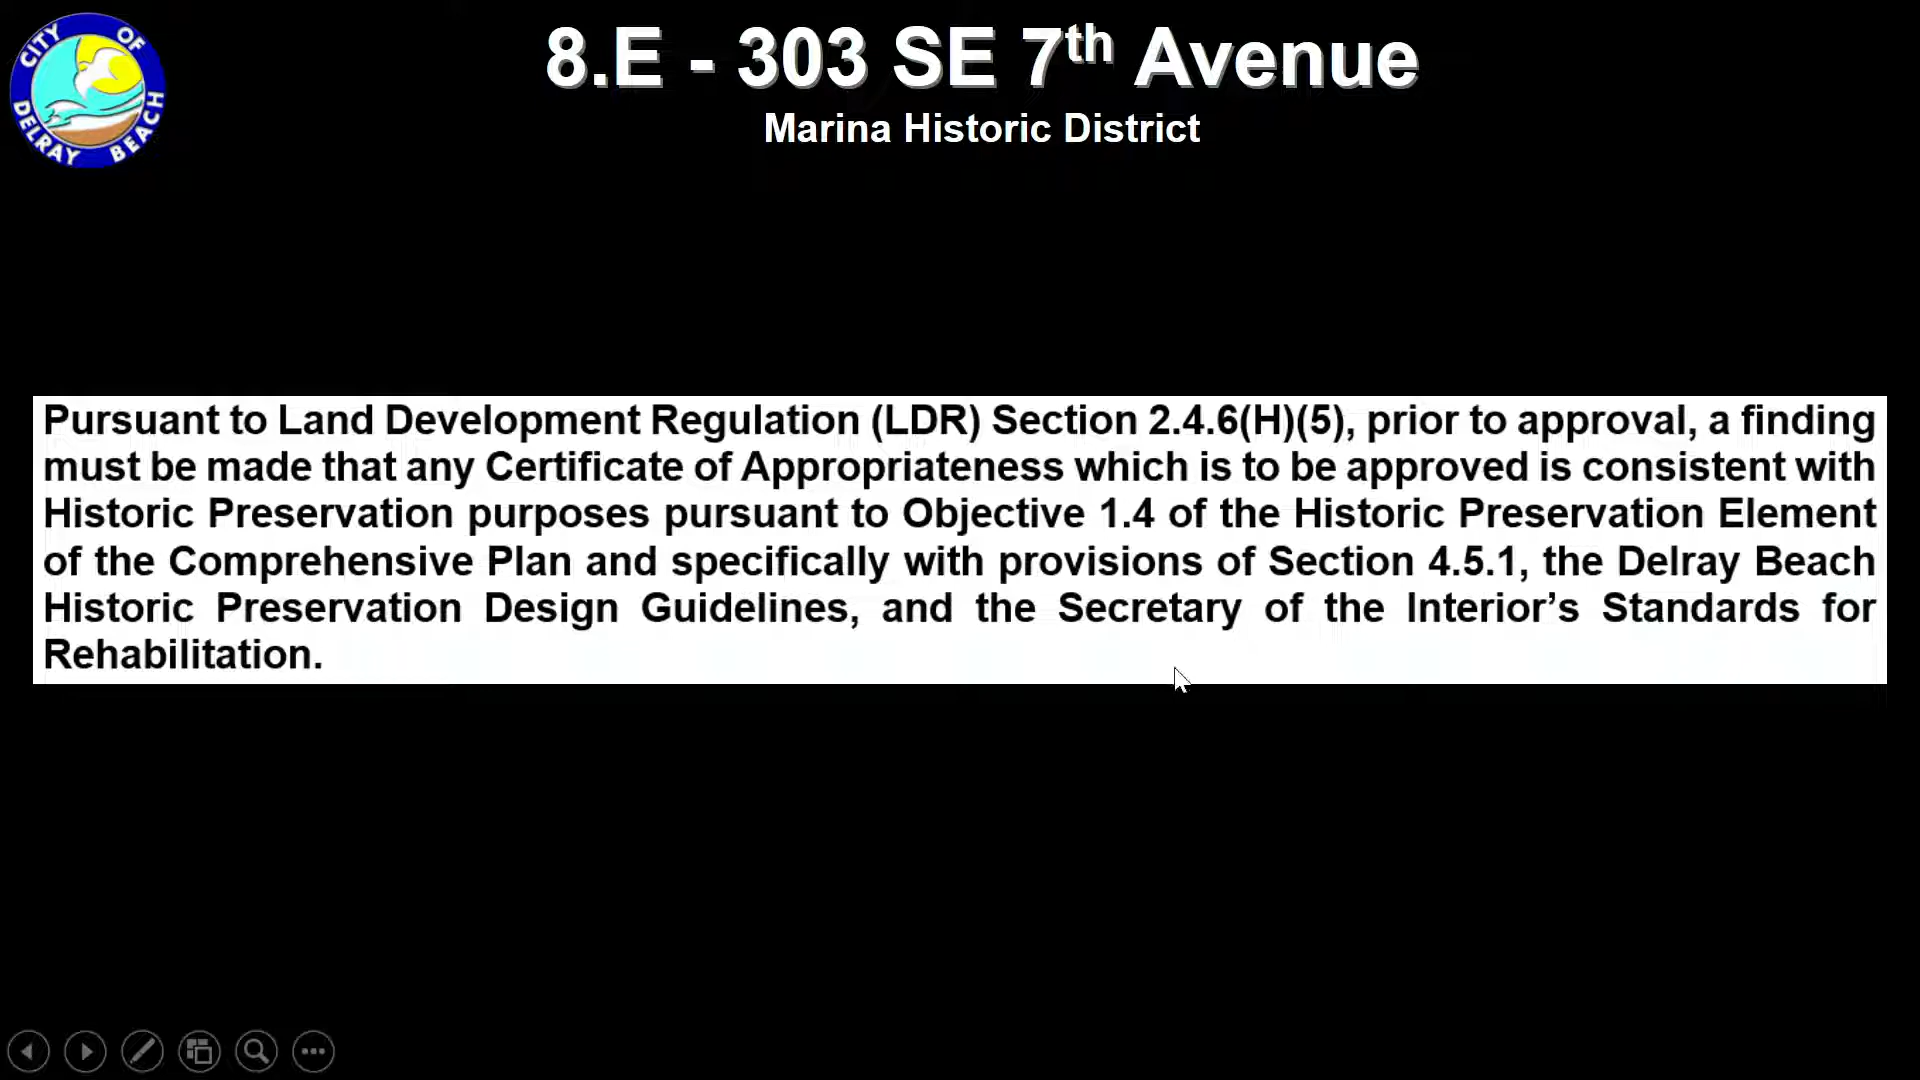 CITY OF
DELRAY BEACH
8.E - 303 SE 7th Avenue
Marina Historic District
Pursuant to Land Development Regulation (LDR) Section 2.4.6(H)(5), prior to approval, a finding
must be made that any Certificate of Appropriateness which is to be approved is consistent with
Historic Preservation purposes pursuant to Objective 1.4 of the Historic Preservation Element
of the Comprehensive Plan and specifically with provisions of Section 4.5.1, the Delray Beach
Historic Preservation Design Guidelines, and the Secretary of the Interior’s Standards for
Rehabilitation.